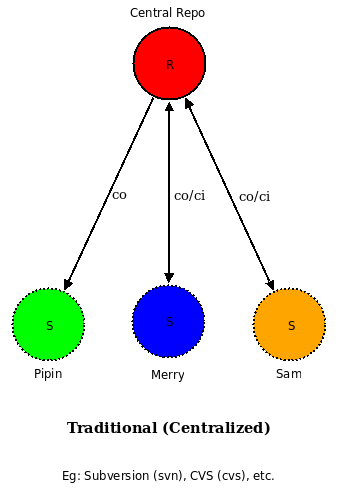 Central Repo
R
co
co/ci
co/ci
S
S
S
Pipin
Merry
Sam
Traditional (Centralized)
Eg: Subversion (svn), CVS (cvs), etc.